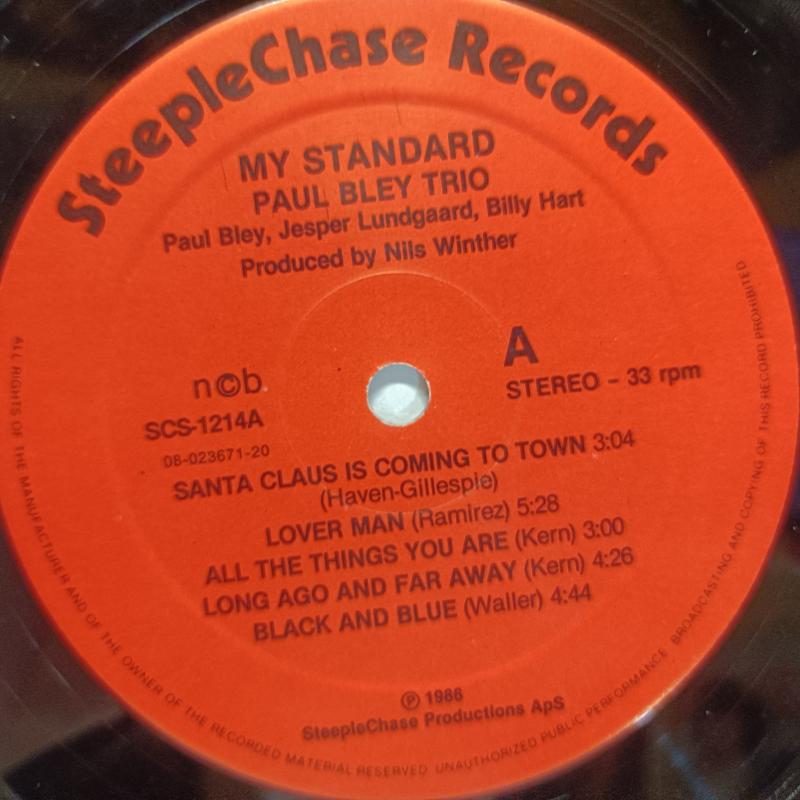 SteepleChase Records
MY STANDARD
PAUL BLEY TRIO
Paul Bley, Jesper Lundgaard, Billy Hart
Produced by Nils Winther
A
n©b
STEREO – 33 rpm
SCS-1214A
08-023671-20
SANTA CLAUS IS COMING TO TOWN 3:04
(Haven-Gillespie)
LOVER MAN (Ramirez) 5:28
ALL THE THINGS YOU ARE (Kern) 3:00
LONG AGO AND FAR AWAY (Kern) 4:26
BLACK AND BLUE (Waller) 4:44
℗ 1986
SteepleChase Productions ApS
ALL RIGHTS OF THE MANUFACTURER AND OF THE OWNER OF THE RECORDED MATERIAL RESERVED UNAUTHORIZED PUBLIC PERFORMANCE BROADCASTING AND COPYING OF THIS RECORD PROHIBITED